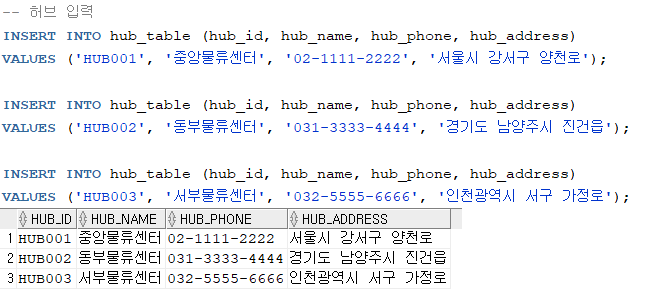 -- 허브 입력
INSERT INTO hub_table (hub_id, hub_name, hub_phone, hub_address)
VALUES ('HUB001', '중앙물류센터', '02-1111-2222', '서울시 강서구 양천로');
INSERT INTO hub_table (hub_id, hub_name, hub_phone, hub_address)
VALUES ('HUB002', '동부물류센터', '031-3333-4444', '경기도 남양주시 진건읍');
INSERT INTO hub_table (hub_id, hub_name, hub_phone, hub_address)
VALUES ('HUB003', '서부물류센터', '032-5555-6666', '인천광역시 서구 가정로');
HUB_ID HUB_NAME HUB_PHONE HUB_ADDRESS
1 HUB001 중앙물류센터 02-1111-2222 서울시 강서구 양천로
2 HUB002 동부물류센터 031-3333-4444 경기도 남양주시 진건읍
3 HUB003 서부물류센터 032-5555-6666 인천광역시 서구 가정로